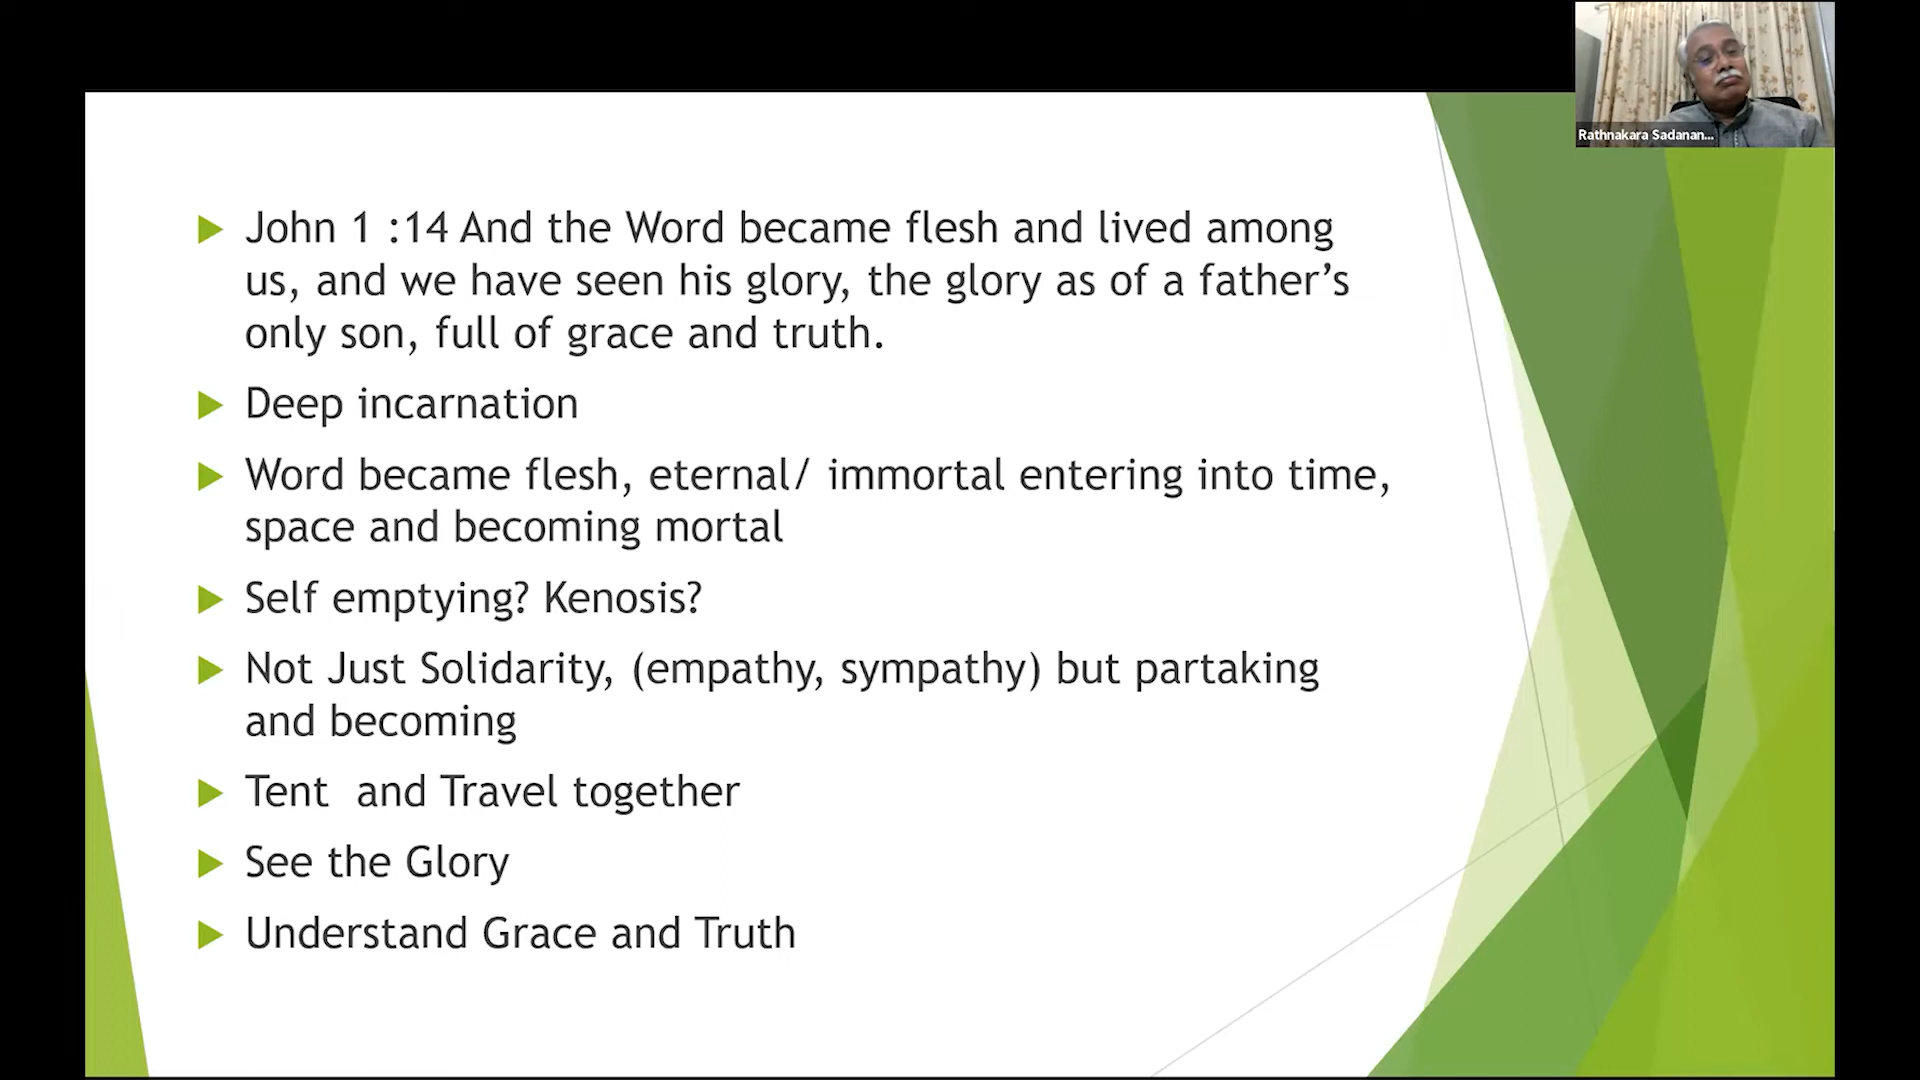 Rathnakara Sadanan...
John 1 :14 And the Word became flesh and lived among
us, and we have seen his glory, the glory as of a father’s
only son, full of grace and truth.
Deep incarnation
Word became flesh, eternal/ immortal entering into time,
space and becoming mortal
Self emptying? Kenosis?
Not Just Solidarity, (empathy, sympathy) but partaking
and becoming
Tent  and Travel together
See the Glory
Understand Grace and Truth